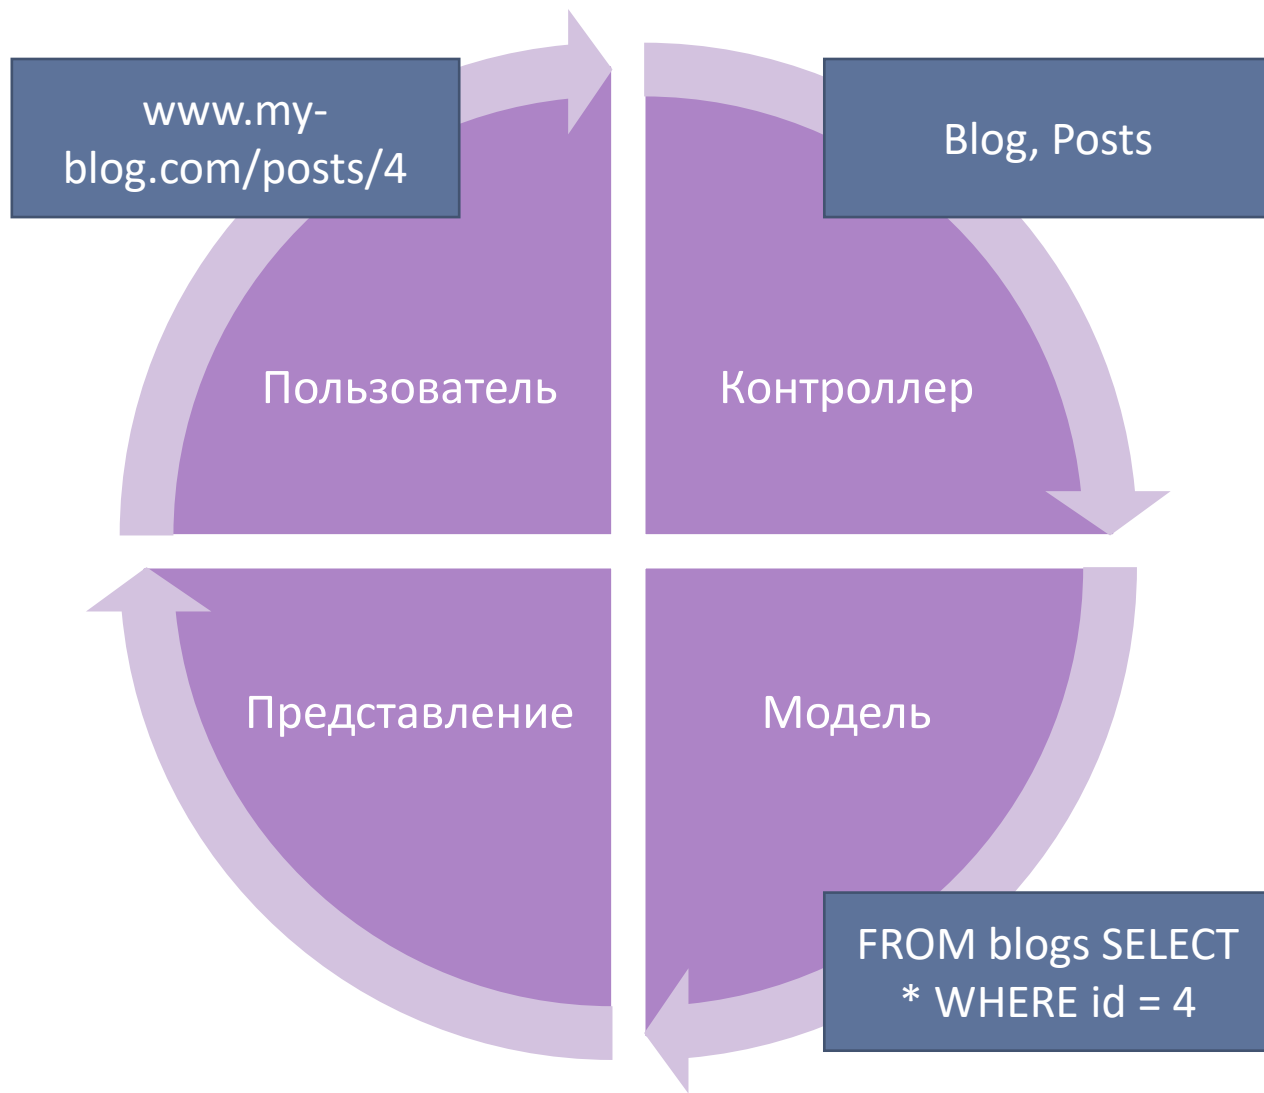 www.my-
blog.com/posts/4
Blog, Posts
Пользователь
Контроллер
Представление
Модель
FROM blogs SELECT
* WHERE id = 4